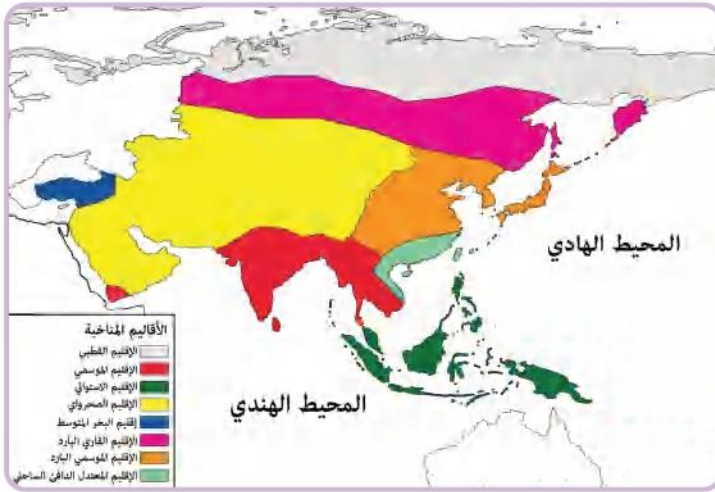 المحيط الهادي
المحيط الهندي
الأقاليم المناخية
الإقليم القطبي
الإقليم الموسمي
الإقليم الاستوائي
الإقليم الصحراوي
إقليم البحر المتوسط
الإقليم القاري البارد
الإقليم الموسمي البارد
الإقليم المعتدل الدافئ الساحلي